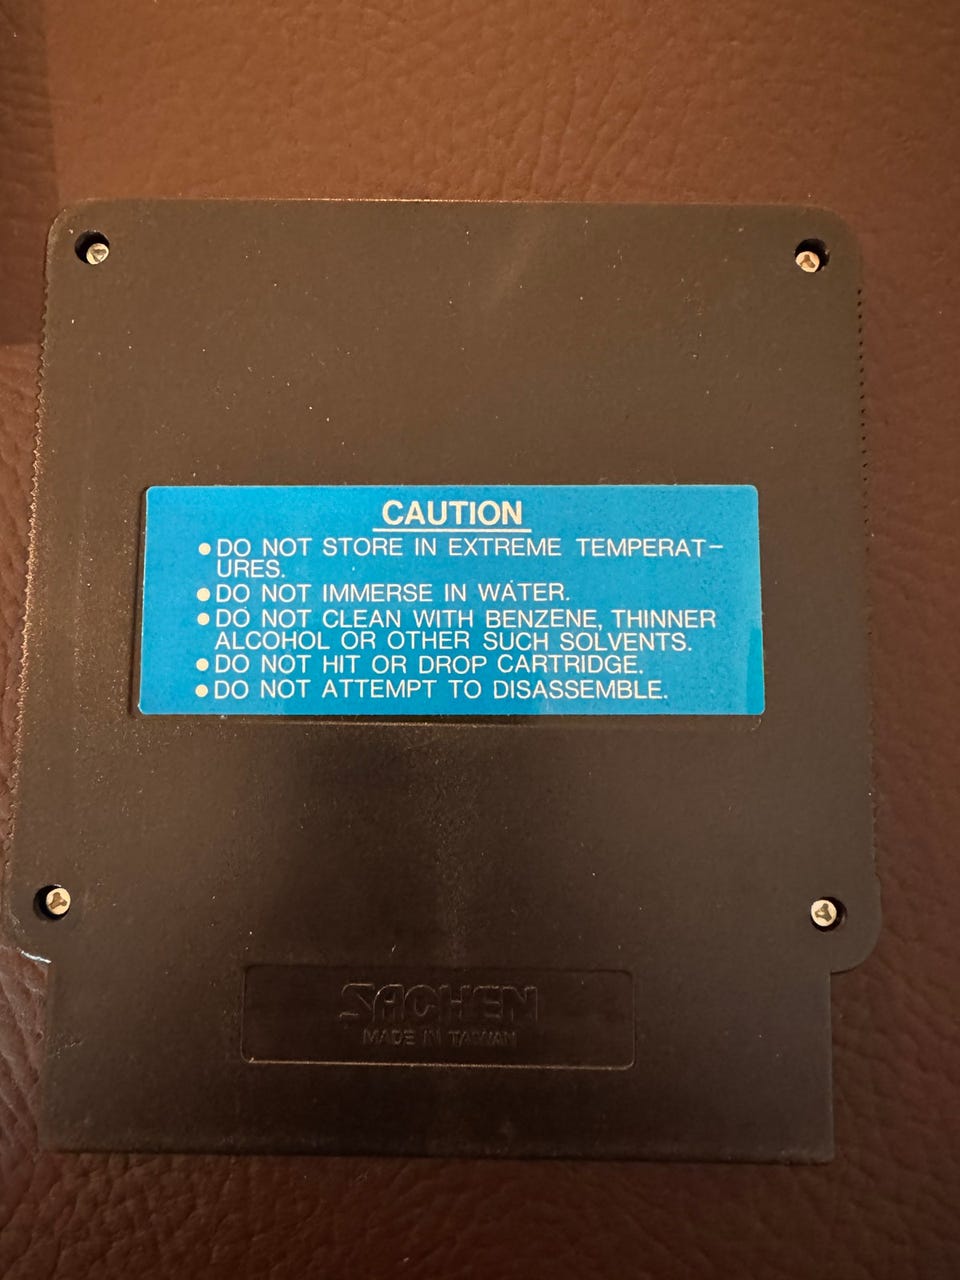 CAUTION
●DO NOT STORE IN EXTREME TEMPERAT-
URES.
●DO NOT IMMERSE IN WATER.
●DO NOT CLEAN WITH BENZENE, THINNER
ALCOHOL OR OTHER SUCH SOLVENTS.
●DO NOT HIT OR DROP CARTRIDGE.
●DO NOT ATTEMPT TO DISASSEMBLE.
SACHEN
MADE IN TAIWAN